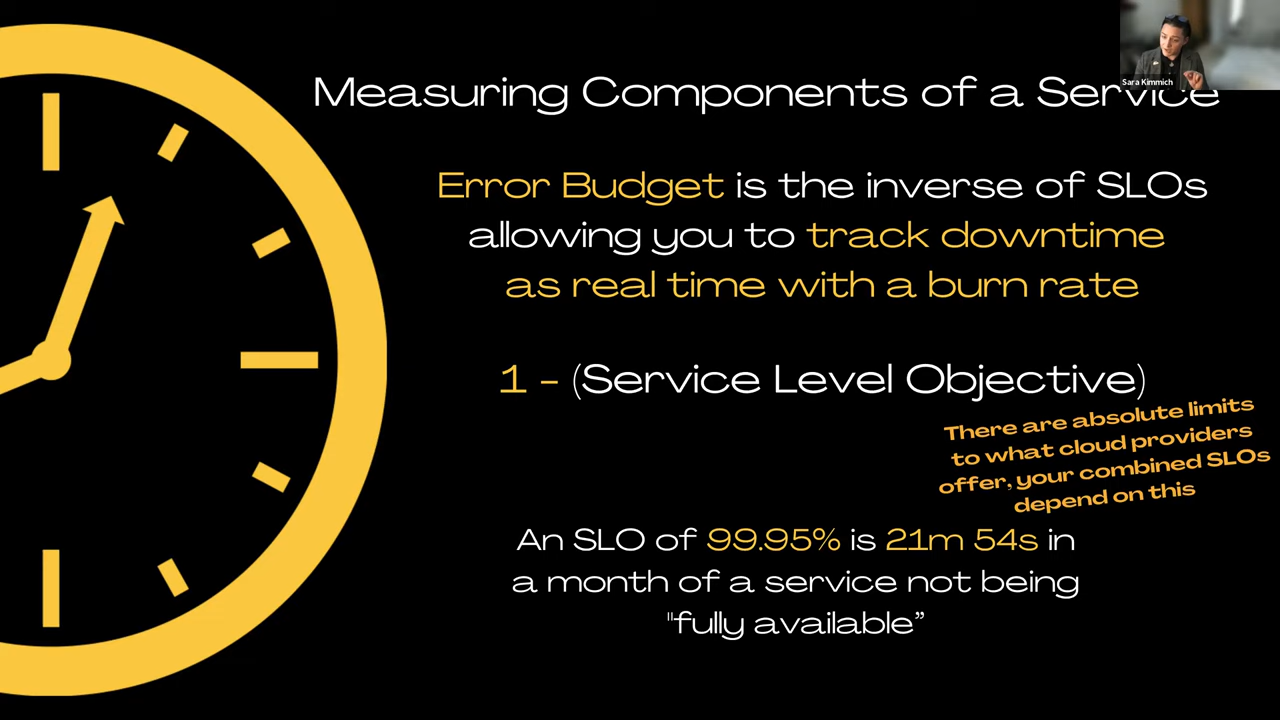 Sara Kimmich
Measuring Components of a Service
Error Budget is the inverse of SLOs
allowing you to track downtime
as real time with a burn rate
1 - (Service Level Objective)
There are absolute limits
to what cloud providers
offer, your combined SLOs
depend on this
An SLO of 99.95% is 21m 54s in
a month of a service not being
"fully available”